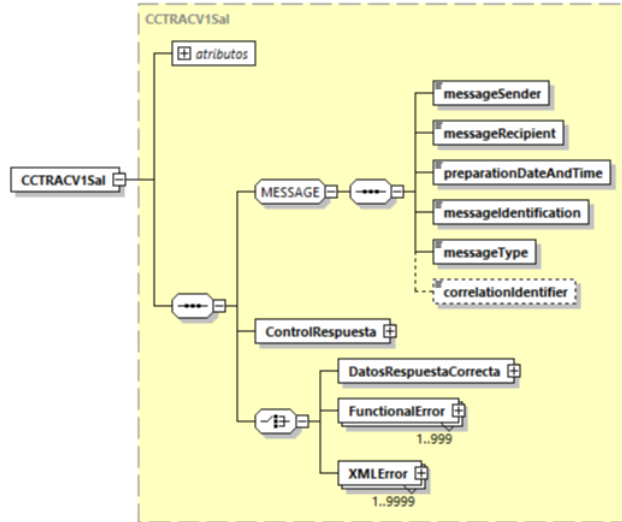 CCTRACV1Sal
atributos
messageSender
messageRecipient
CCTRACV1Sal
preparationDateAndTime
MESSAGE
messageIdentification
messageType
correlationIdentifier
ControlRespuesta
DatosRespuestaCorrecta
FunctionalError
1..999
XMLError
1..9999